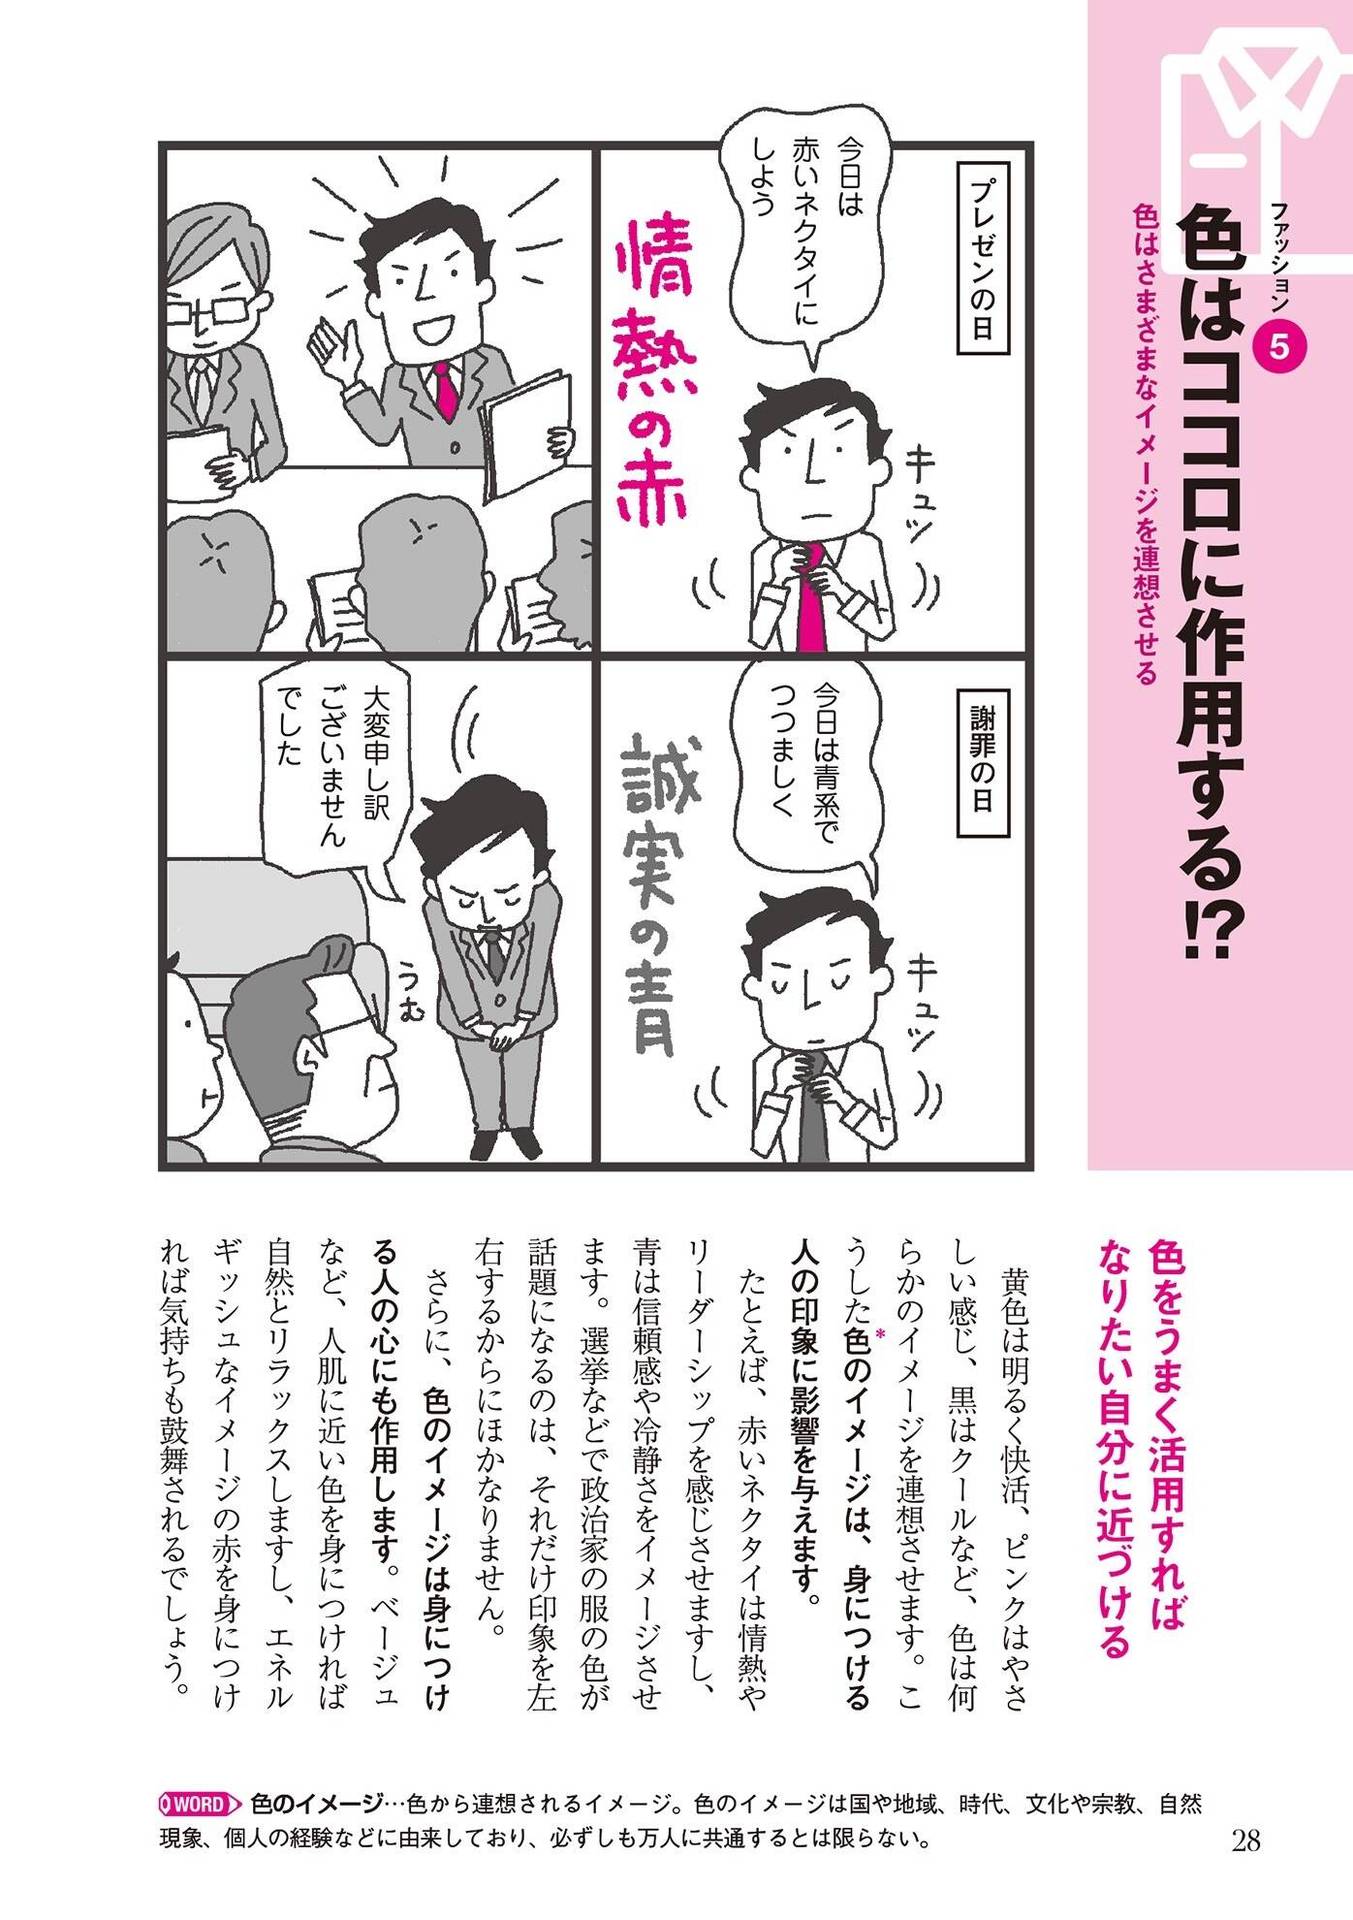 ファッション 5
色はココロに作用する!?
色はさまざまなイメージを連想させる
プレゼンの日
今日は
赤いネクタイに
しよう
キュッ
情熱の赤
謝罪の日
今日は青系で
つつましく
キュッ
誠実の青
大変申し訳
ございません
でした
うむ
色をうまく活用すれば
なりたい自分に近づける
黄色は明るく快活、ピンクはやさ
しい感じ、黒はクールなど、色は何
らかのイメージを連想させます。こ
うした色のイメージ*は、身につける
人の印象に影響を与えます。
たとえば、赤いネクタイは情熱や
リーダーシップを感じさせますし、
青は信頼感や冷静さをイメージさせ
ます。選挙などで政治家の服の色が
話題になるのは、それだけ印象を左
右するからにほかなりません。
さらに、色のイメージは身につけ
る人の心にも作用します。ベージュ
など、人肌に近い色を身につければ
自然とリラックスしますし、エネル
ギッシュなイメージの赤を身につけ
れば気持ちも鼓舞されるでしょう。
WORD 色のイメージ…色から連想されるイメージ。色のイメージは国や地域、時代、文化や宗教、自然
現象、個人の経験などに由来しており、必ずしも万人に共通するとは限らない。
28